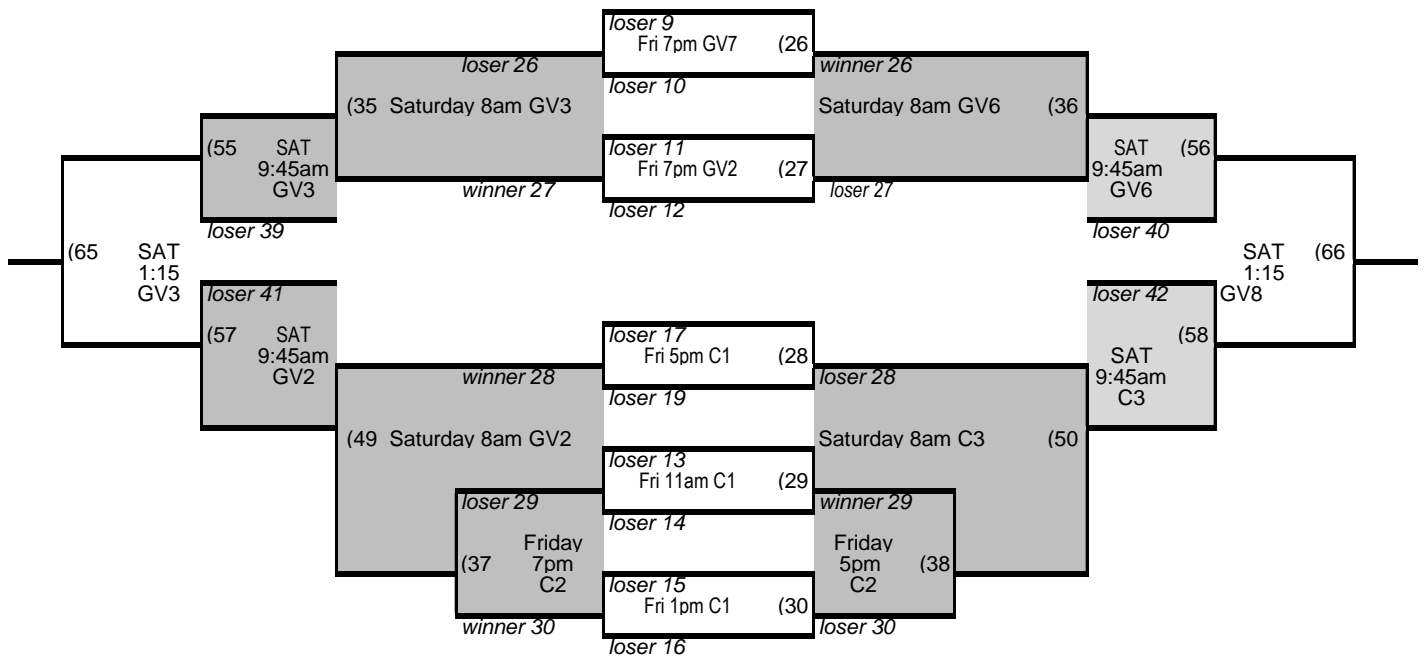 loser 9
Fri 7pm GV7 (26
loser 26
winner 26
loser 10
(35 Saturday 8am GV3
Saturday 8am GV6 (36
loser 11
(55 SAT
9:45am
GV3
Fri 7pm GV2 (27
SAT (56
9:45am
GV6
winner 27
loser 27
loser 12
loser 39
loser 40
(65 SAT
1:15
GV3
SAT (66
1:15
GV8
loser 41
loser 42
(57 SAT
9:45am
GV2
loser 17
Fri 5pm C1 (28
(58
SAT
9:45am
C3
winner 28
loser 28
loser 19
(49 Saturday 8am GV2
Saturday 8am C3 (50
loser 13
Fri 11am C1 (29
loser 29
winner 29
loser 14
(37 Friday
7pm
C2
Friday
5pm (38
C2
loser 15
Fri 1pm C1 (30
winner 30
loser 30
loser 16